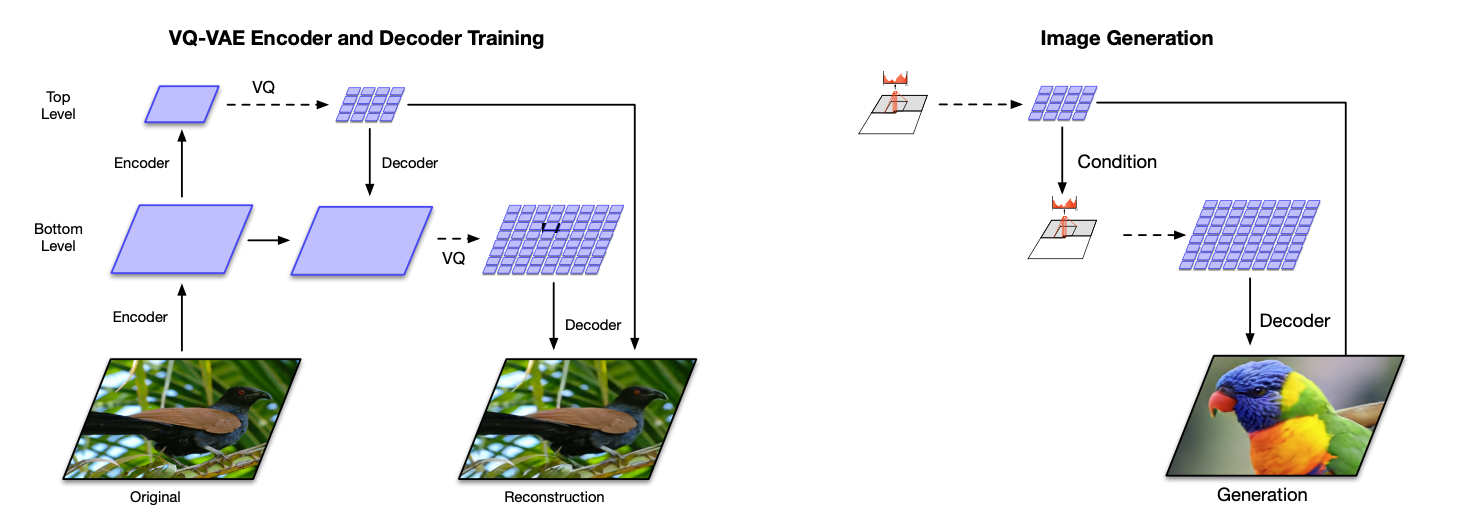 VQ-VAE Encoder and Decoder Training
Top
Level
VQ
Encoder
Decoder
Bottom
Level
VQ
Encoder
Decoder
Original
Reconstruction
Image Generation
Condition
Decoder
Generation